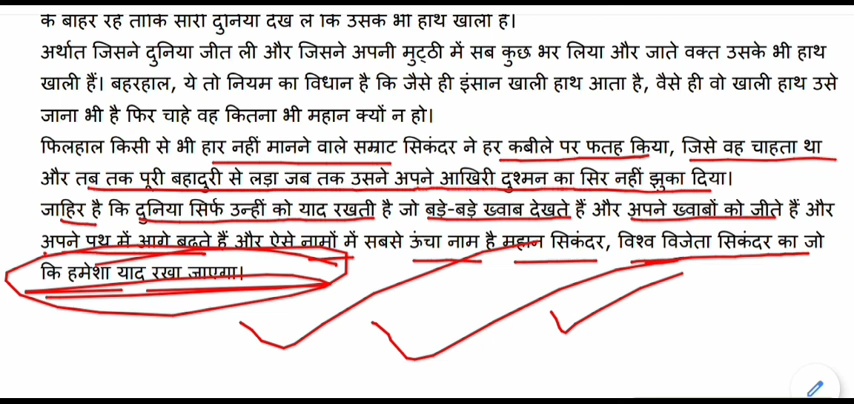 के बाहर रहें ताकि सारी दुनिया देख ले कि उसके भी हाथ खाली हैं।
अर्थात जिसने दुनिया जीत ली और जिसने अपनी मुट्ठी में सब कुछ भर लिया और जाते वक्त उसके भी हाथ
खाली हैं। बहरहाल, ये तो नियम का विधान है कि जैसे ही इंसान खाली हाथ आता है, वैसे ही वो खाली हाथ उसे
जाना भी है फिर चाहे वह कितना भी महान क्यों न हो।
फिलहाल किसी से भी हार नहीं मानने वाले सम्राट सिकंदर ने हर कबीले पर फतह किया, जिसे वह चाहता था
और तब तक पूरी बहादुरी से लड़ा जब तक उसने अपने आखिरी दुश्मन का सिर नहीं झुका दिया।
जाहिर है कि दुनिया सिर्फ उन्हीं को याद रखती है जो बड़े-बड़े ख्वाब देखते हैं और अपने ख्वाबों को जीते हैं और
अपने पथ में आगे बढ़ते हैं और ऐसे नामों में सबसे ऊंचा नाम है महान सिकंदर, विश्व विजेता सिकंदर का जो
कि हमेशा याद रखा जाएगा।